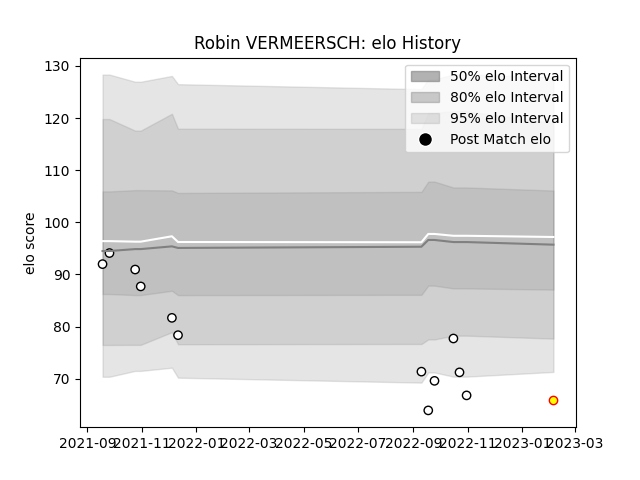 Robin VERMEERSCH: elo History
130
120
110
100
90
80
70
elo score
50% elo Interval
80% elo Interval
95% elo Interval
Post Match elo
2021-09 2021-11 2022-01 2022-03 2022-05 2022-07 2022-09 2022-11 2023-01 2023-03